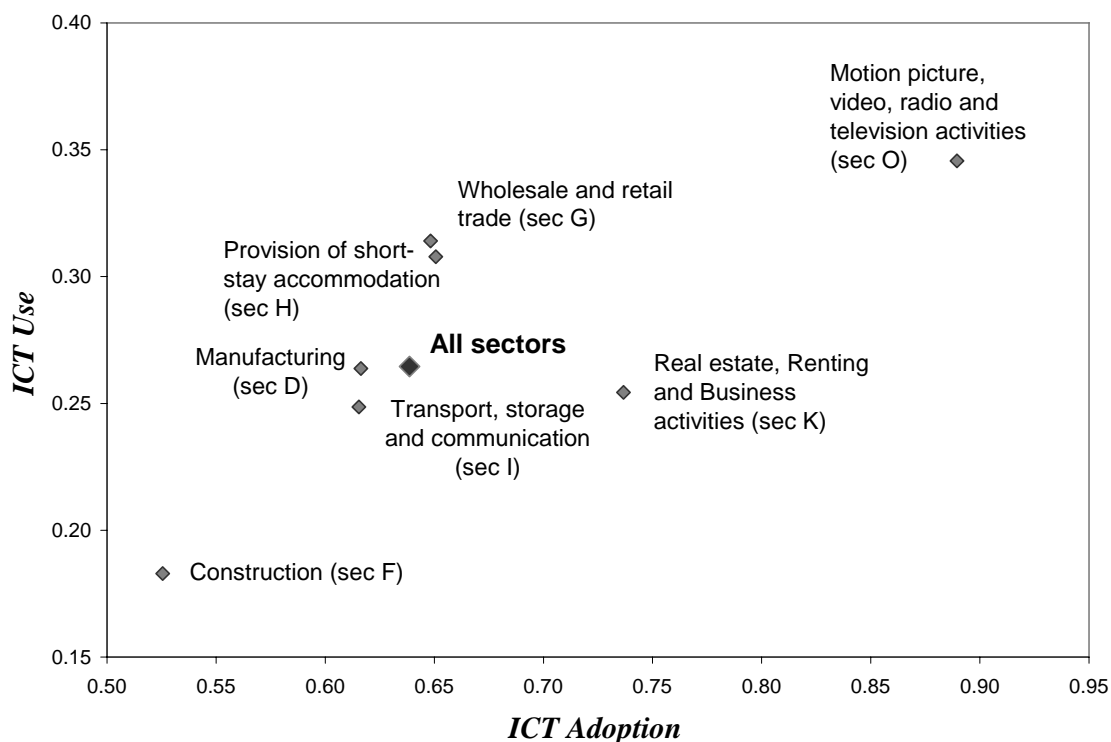 0.40
0.35
0.30
0.25
0.20
0.15
ICT Use
Motion picture,
video, radio and
television activities
(sec O)
Wholesale and retail
trade (sec G)
Provision of short-
stay accommodation
(sec H)
All sectors
Manufacturing
(sec D)
Real estate, Renting
and Business
activities (sec K)
Transport, storage
and communication
(sec I)
Construction (sec F)
0.50 0.55 0.60 0.65 0.70 0.75 0.80 0.85 0.90 0.95
ICT Adoption